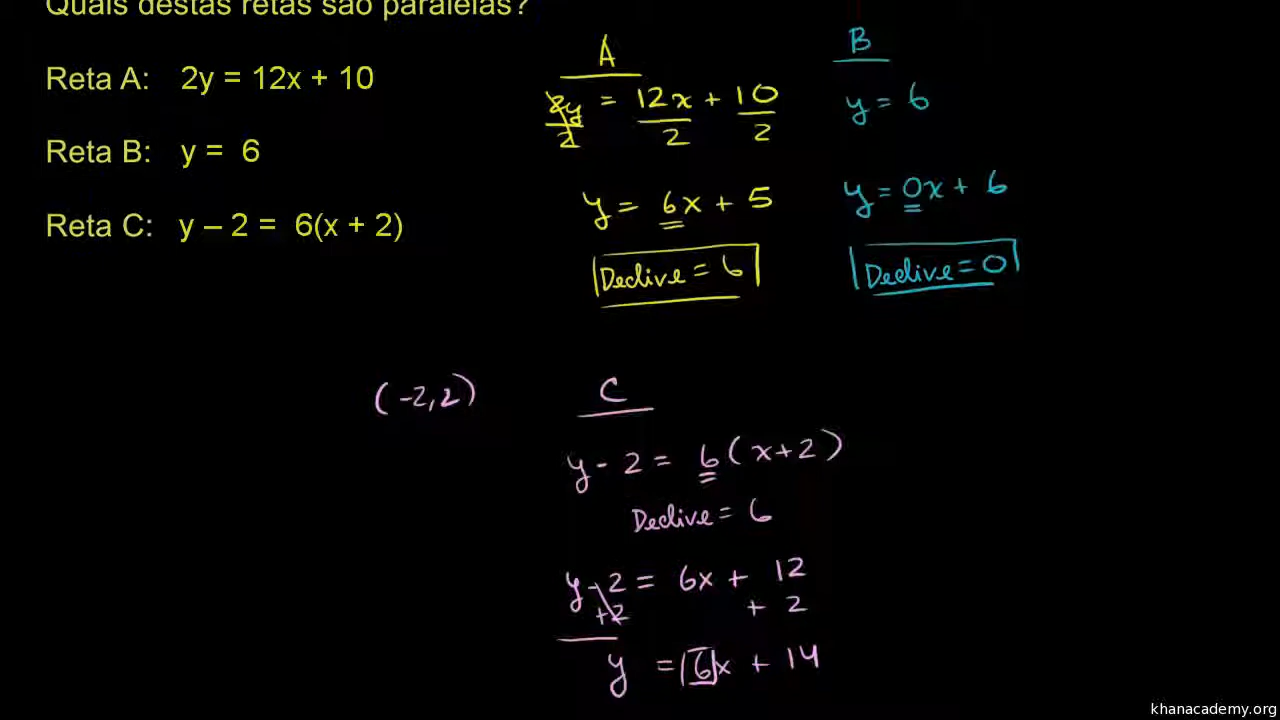 Quais destas retas são paralelas?
Reta A: 2y = 12x + 10
Reta B: y = 6
Reta C: y – 2 = 6(x + 2)
A
2y/2 = 12x/2 + 10/2
y = 6x + 5
Declive = 6
B
y = 6
y = 0x + 6
Declive = 0
(-2,2)
C
y - 2 = 6(x+2)
Declive = 6
y - 2 = 6x + 12
+2 + 2
y = 6x + 14
khanacademy.org